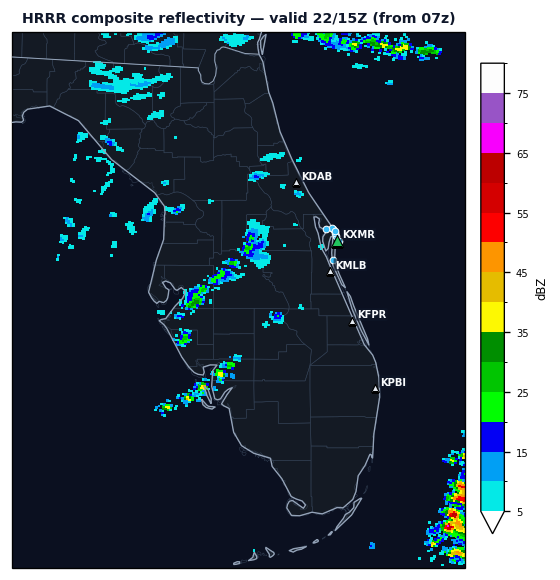 HRRR composite reflectivity — valid 22/15Z (from 07z)
KDAB
KXMR
KMLB
KFPR
KPBI
75
65
55
45
35
25
15
5
dBZ